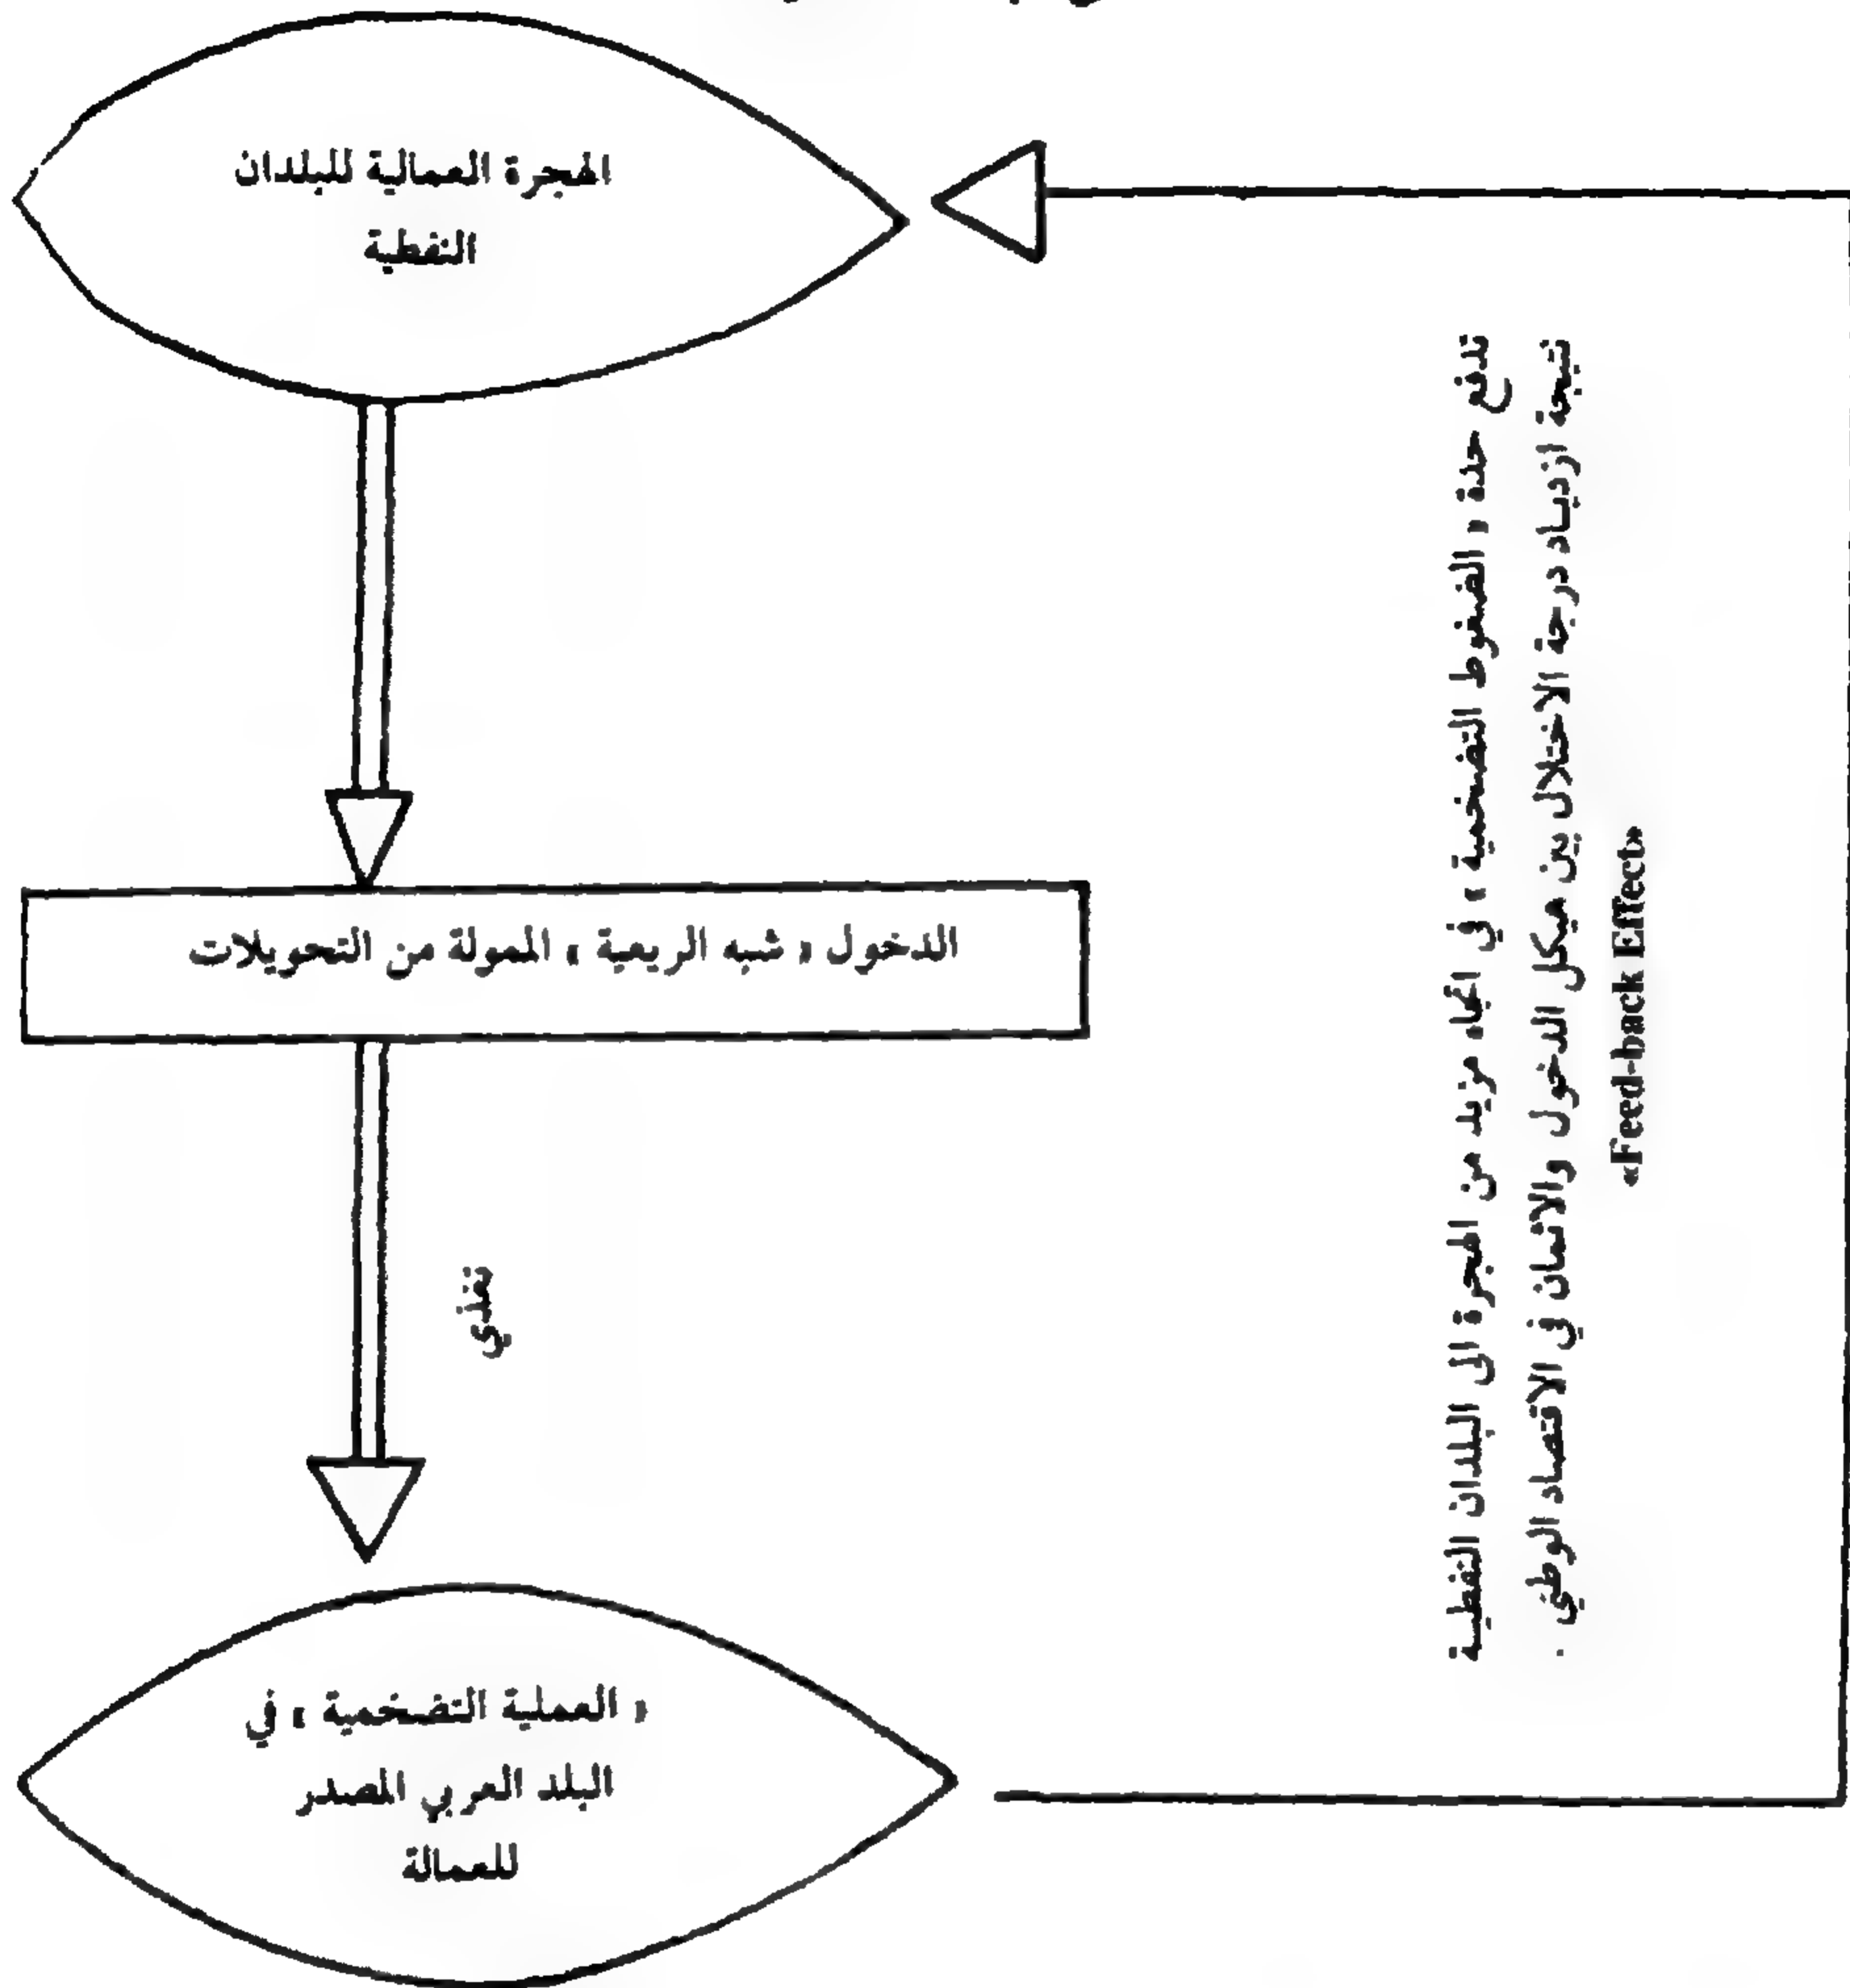 الهجرة العمالية للبلدان
النفطية
الدخول « شبه الريعية » الممولة من التحويلات
تغذي
« العملية التضخمية » في
البلد العربي المصدر
للعمالة
تدفع حدة « الضغوط التضخمية » في اتجاه مزيد من الهجرة الى البلدان النفطية
نتيجة ازدياد درجة الاختلال بين هيكل الدخول والاثمان في الاقتصاد الوطني .
«Feed-back Effect»